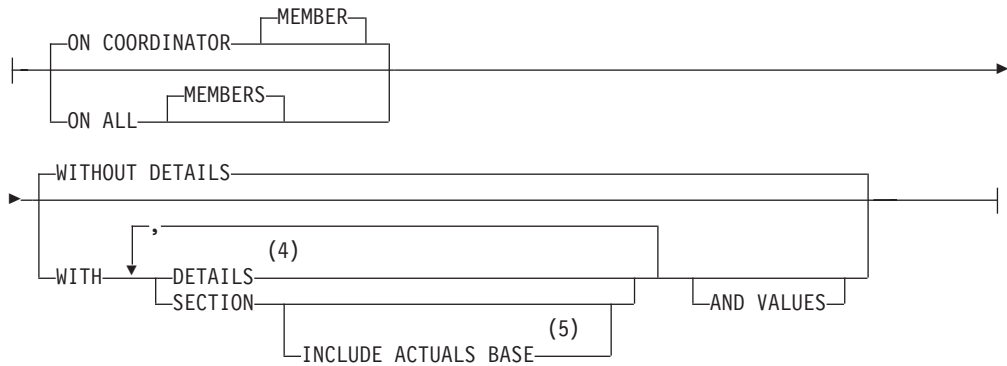 MEMBER
ON COORDINATOR
MEMBERS
ON ALL
WITHOUT DETAILS
,
(4)
WITH DETAILS
SECTION AND VALUES
(5)
INCLUDE ACTUALS BASE